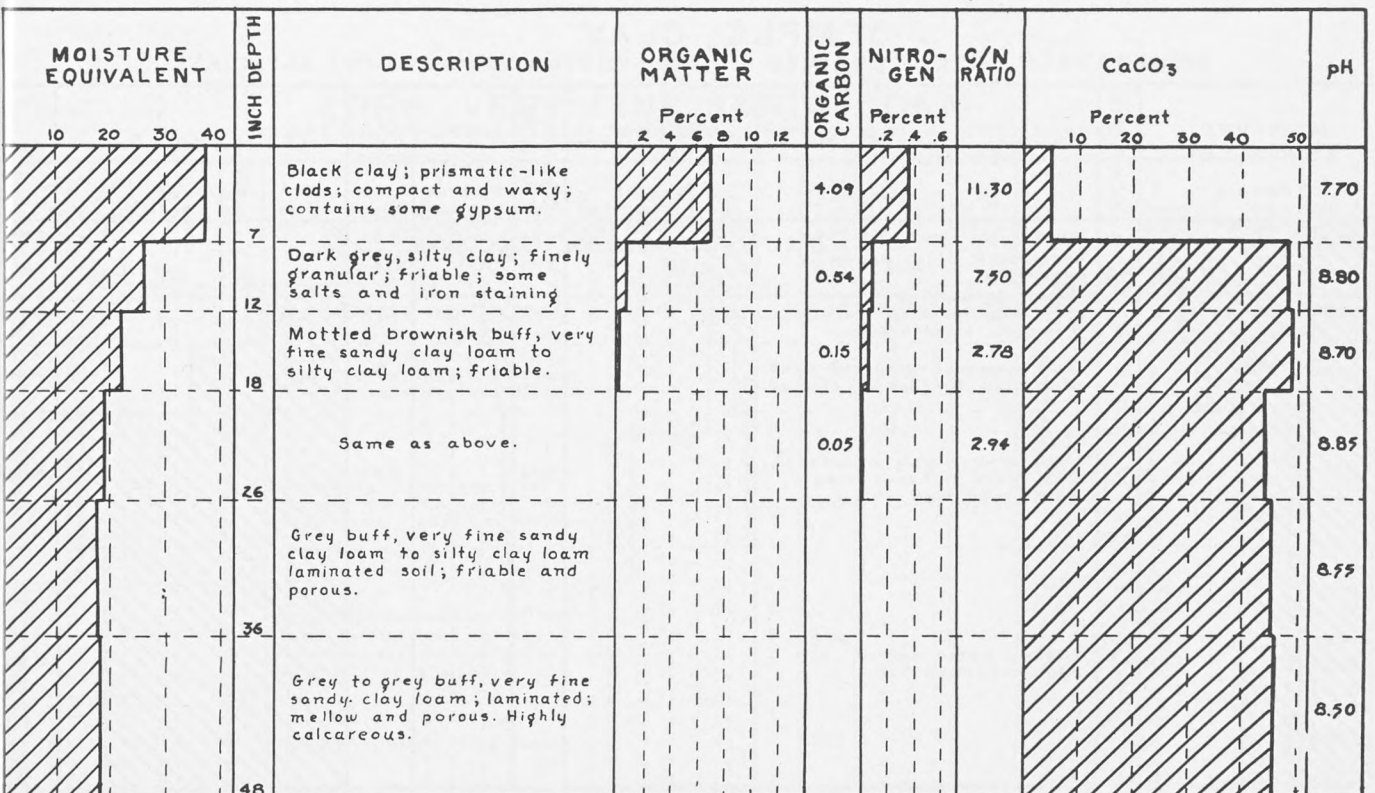 MOISTURE EQUIVALENT
10 20 30 40
INCH DEPTH
DESCRIPTION
ORGANIC MATTER
Percent
2 4 6 8 10 12
ORGANIC CARBON
NITRO-GEN
Percent
.2 .4 .6
C/N RATIO
CaCO₃
Percent
10 20 30 40 50
pH
Black clay; prismatic-like
clods; compact and waxy;
contains some gypsum.
4.09 11.30 7.70
7
Dark grey, silty clay; finely
granular; friable; some
salts and iron staining
0.54 7.50 8.80
12
Mottled brownish buff, very
fine sandy clay loam to
silty clay loam; friable.
0.15 2.78 8.70
18
Same as above.
0.05 2.94 8.85
26
Grey buff, very fine sandy
clay loam to silty clay loam
laminated soil; friable and
porous.
8.75
36
Grey to grey buff, very fine
sandy clay loam; laminated;
mellow and porous. Highly
calcareous.
8.50
48